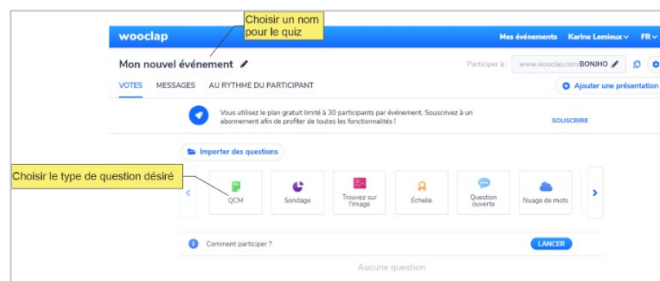 Choisir un nom
pour le quiz
wooclap
Mes événements Karine Lemieux FR
Mon nouvel événement
Participer à : www.wooclap.com/BONJHO
VOTES MESSAGES AU RYTHME DU PARTICIPANT
Ajouter une présentation
Vous utilisez le plan gratuit limité à 30 participants par événement. Souscrivez à un
abonnement afin de profiter de toutes les fonctionnalités !
SOUSCRIRE
Importer des questions
Choisir le type de question désiré
QCM
Sondage
Trouvez sur
l'image
Échelle
Question
ouverte
Nuage de mots
Comment participer ?
LANCER
Aucune question